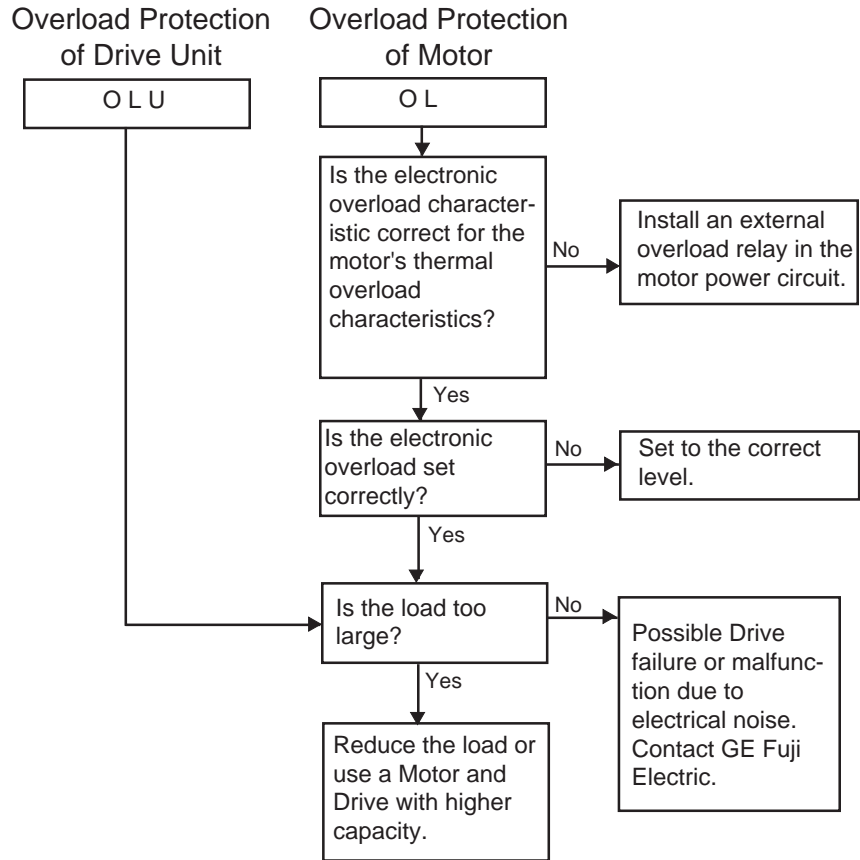 Overload Protection
of Drive Unit
Overload Protection
of Motor
O L U
O L
Is the electronic
overload character-
istic correct for the
motor's thermal
overload
characteristics?
No
Install an external
overload relay in the
motor power circuit.
Yes
Is the electronic
overload set
correctly?
No
Set to the correct
level.
Yes
Is the load too
large?
No
Possible Drive
failure or malfunc-
tion due to
electrical noise.
Contact GE Fuji
Electric.
Yes
Reduce the load or
use a Motor and
Drive with higher
capacity.